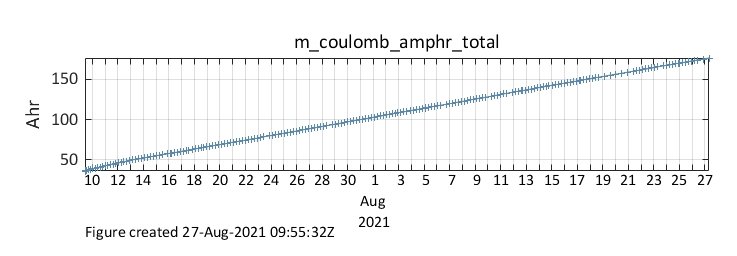 m_coulomb_amphr_total
Ahr
150
100
50
10 12 14 16 18 20 22 24 26 28 30 1 3 5 7 9 11 13 15 17 19 21 23 25 27
Aug
2021
Figure created 27-Aug-2021 09:55:32Z